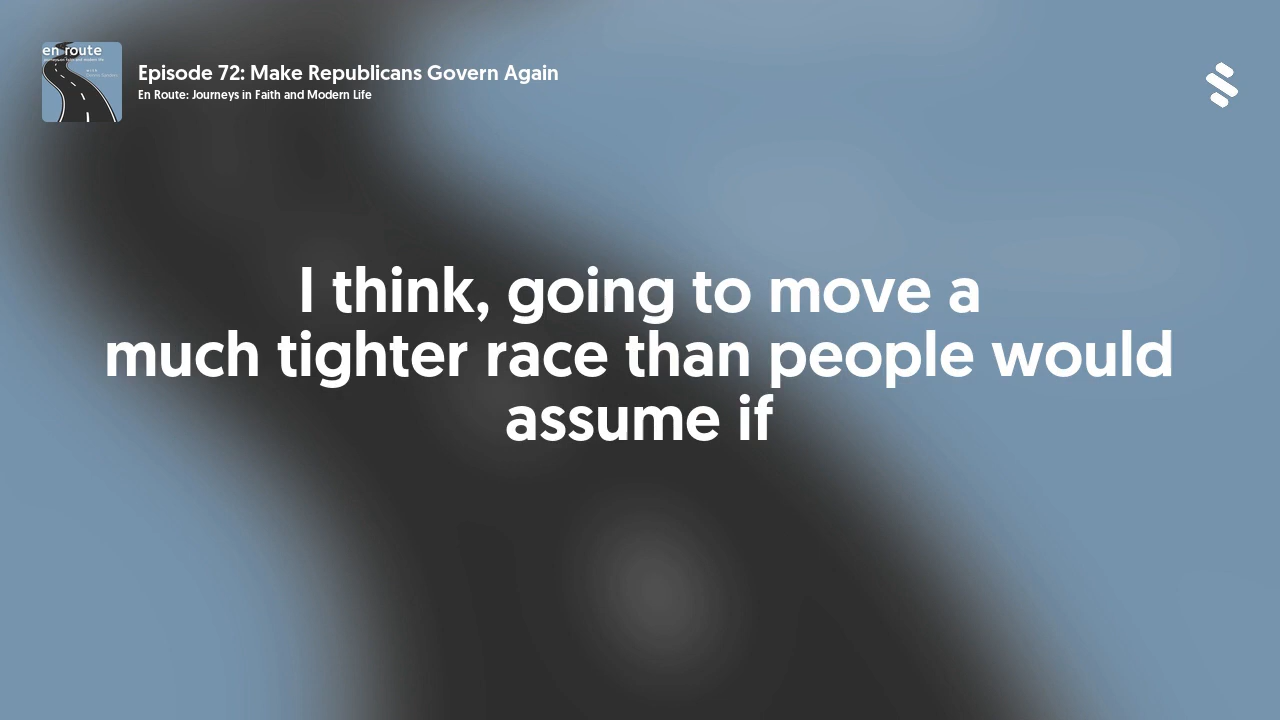 en route
Episode 72: Make Republicans Govern Again
En Route: Journeys in Faith and Modern Life
I think, going to move a
much tighter race than people would
assume if